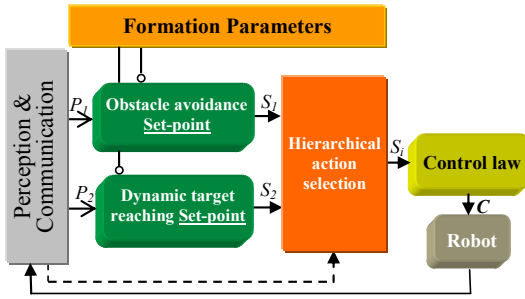 Formation Parameters
Perception &
Communication
P1
Obstacle avoidance
Set-point
S1
P2
Dynamic target
reaching Set-point
S2
Hierarchical
action
selection
Si
Control law
C
Robot